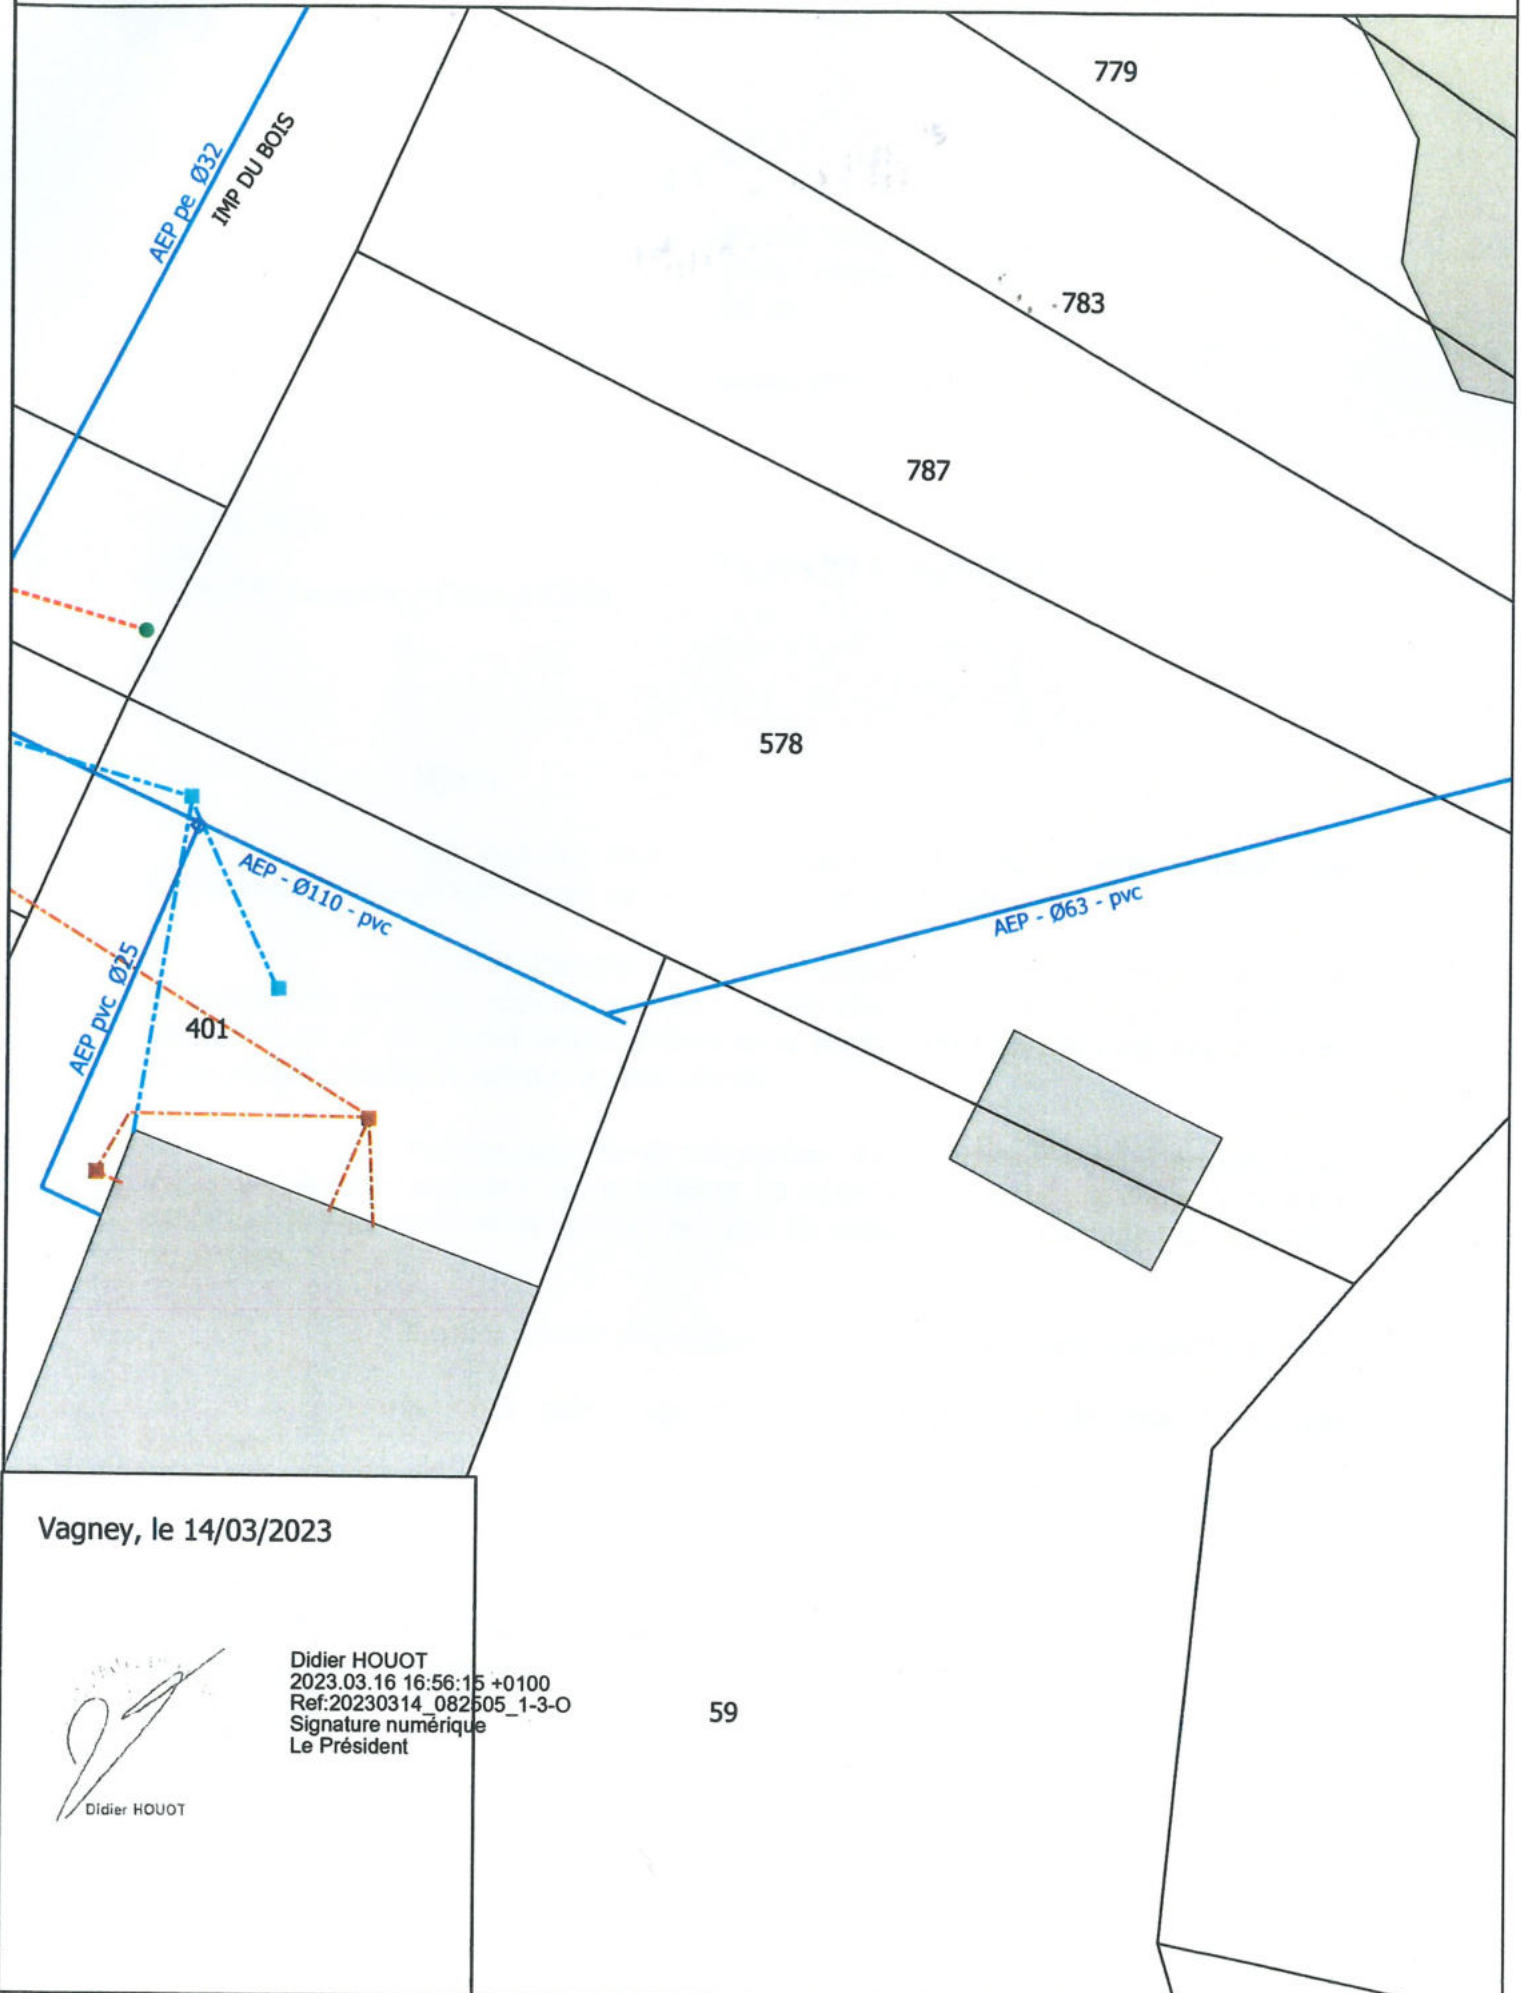 779
AEP pe Ø32
IMP DU BOIS
783
787
578
AEP - Ø110 - pvc
AEP - Ø63 - pvc
AEP pvc Ø25
401
Vagney, le 14/03/2023
Didier HOUOT
2023.03.16 16:56:15 +0100
Ref:20230314_082505_1-3-O
Signature numérique
Le Président
59
Didier HOUOT